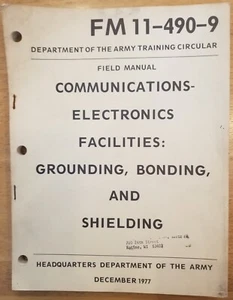 FM 11-490-9
DEPARTMENT OF THE ARMY TRAINING CIRCULAR
FIELD MANUAL
COMMUNICATIONS-
ELECTRONICS
FACILITIES:
GROUNDING, BONDING,
AND
SHIELDING
HEADQUARTERS DEPARTMENT OF THE ARMY
DECEMBER 1977